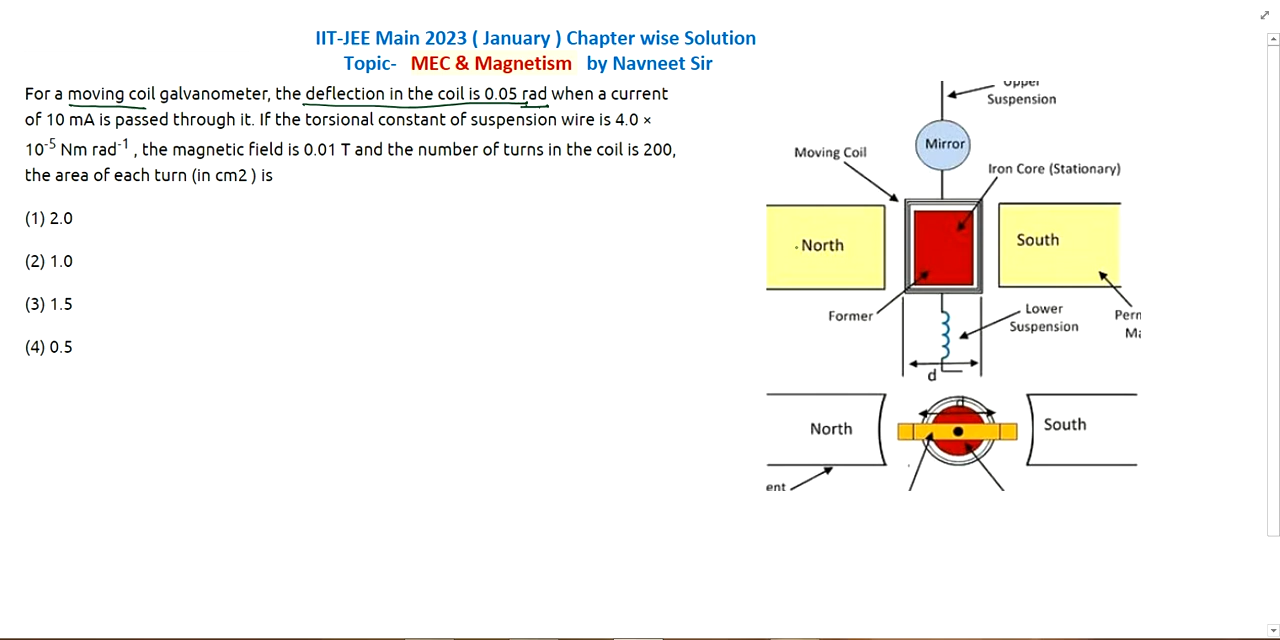 IIT-JEE Main 2023 ( January ) Chapter wise Solution
Topic- MEC & Magnetism by Navneet Sir
For a moving coil galvanometer, the deflection in the coil is 0.05 rad when a current
of 10 mA is passed through it. If the torsional constant of suspension wire is 4.0 ×
10⁻⁵ Nm rad⁻¹ , the magnetic field is 0.01 T and the number of turns in the coil is 200,
the area of each turn (in cm2 ) is
(1) 2.0
(2) 1.0
(3) 1.5
(4) 0.5
Upper
Suspension
Mirror
Moving Coil
Iron Core (Stationary)
North
South
Former
Lower
Suspension
Perm
Ma
d
d
North
South
ent